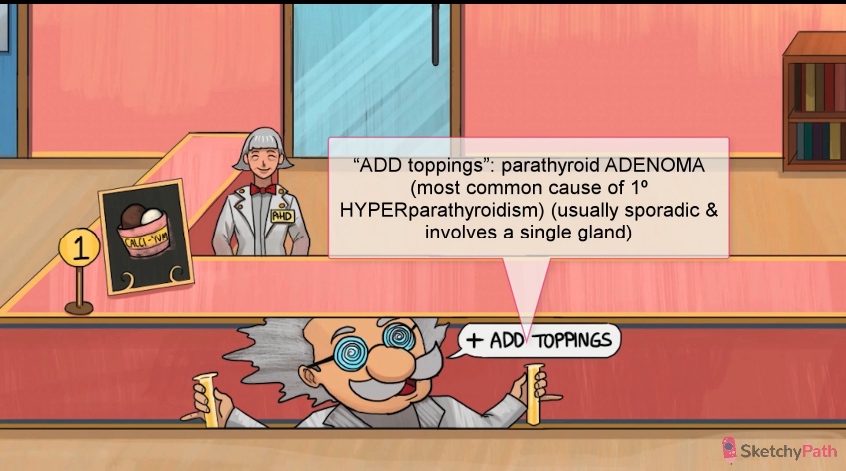 “ADD toppings”: parathyroid ADENOMA
(most common cause of 1º
HYPERparathyroidism) (usually sporadic &
involves a single gland)
AHD
CALCI-YUM
1
+ ADD TOPPINGS
SketchyPath